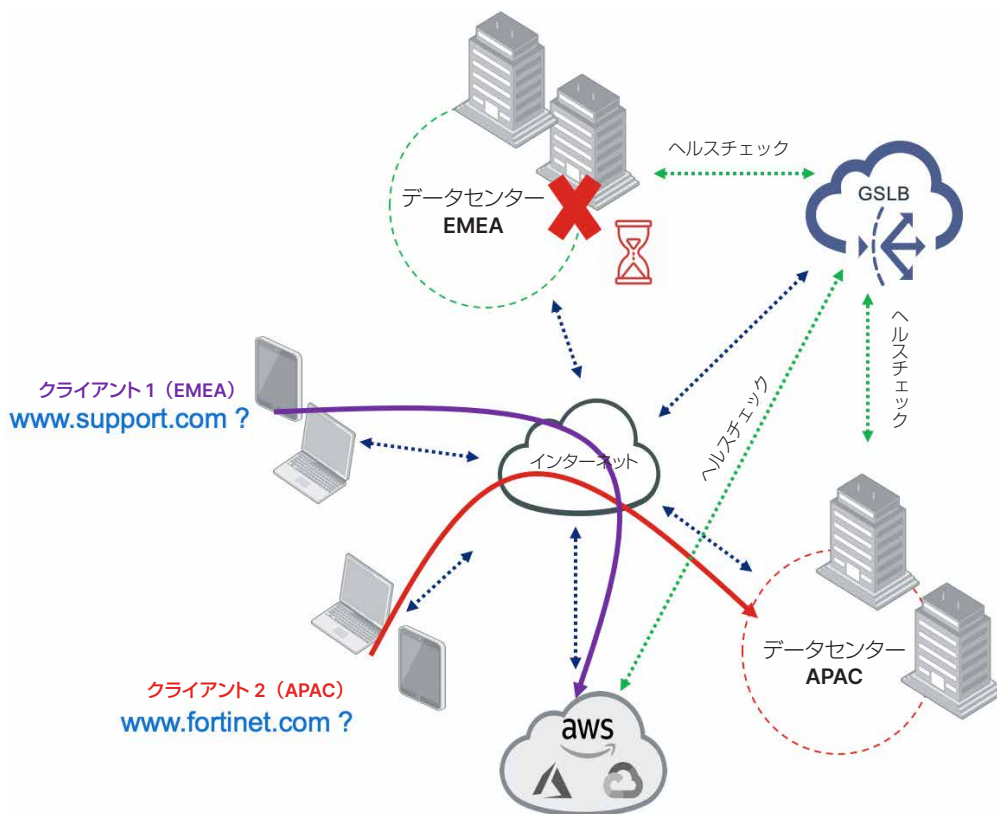 ヘルスチェック
GSLB
データセンター
EMEA
ヘルスチェック
クライアント 1（EMEA）
www.support.com ?
ヘルスチェック
インターネット
データセンター
APAC
クライアント 2（APAC）
www.fortinet.com ?
aws